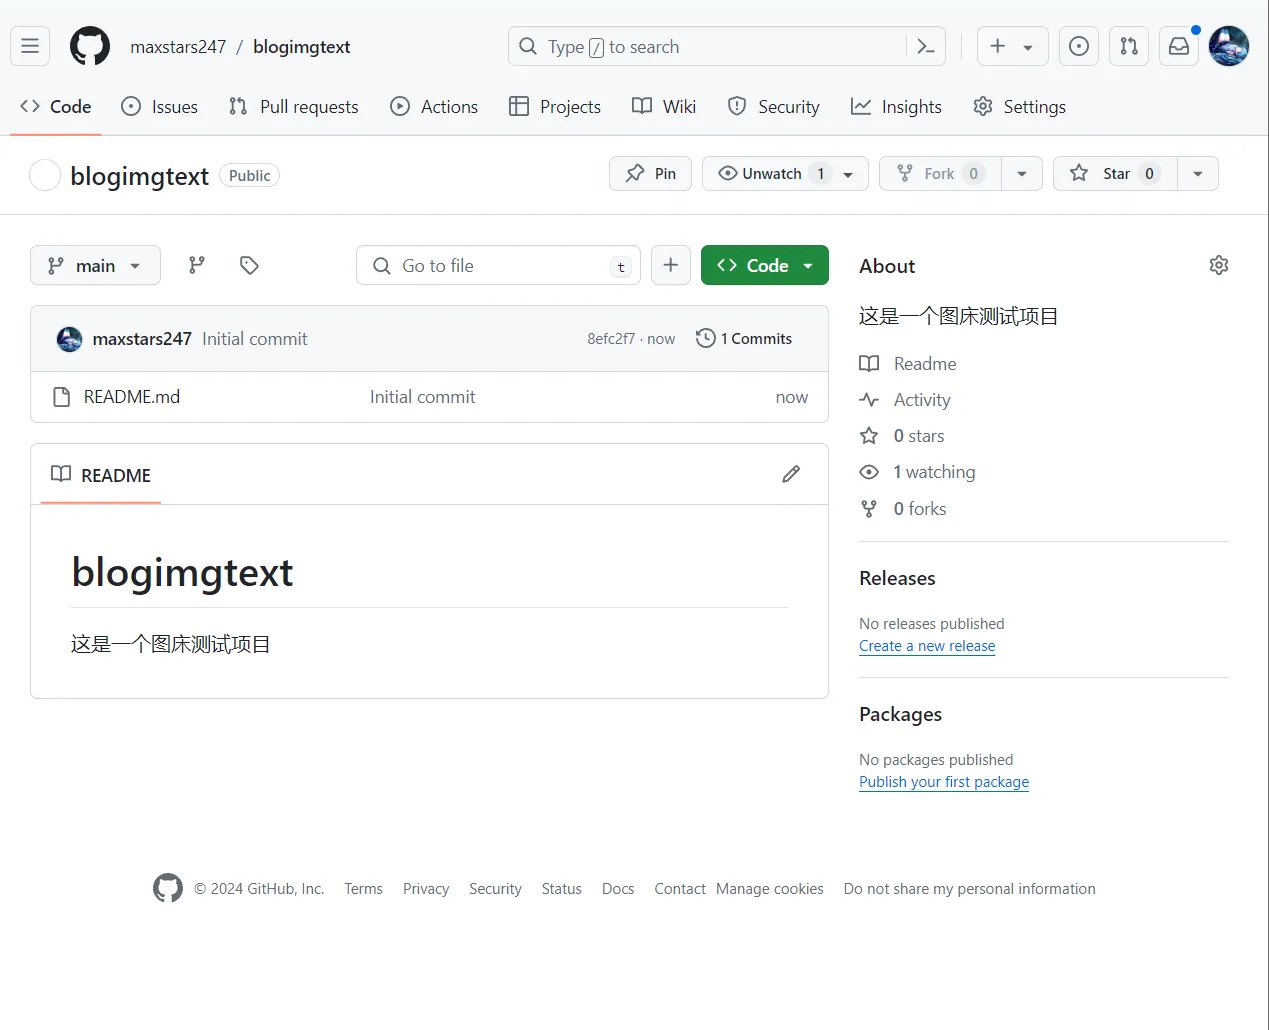 maxstars247 / blogimgtext
Type / to search
Code Issues Pull requests Actions Projects Wiki Security Insights Settings
blogimgtext Public
Pin Unwatch 1 Fork 0 Star 0
main Go to file t Code
maxstars247 Initial commit 8efc2f7 · now 1 Commits
README.md Initial commit now
README
blogimgtext
这是一个图床测试项目
About
这是一个图床测试项目
Readme
Activity
0 stars
1 watching
0 forks
Releases
No releases published
Create a new release
Packages
No packages published
Publish your first package
© 2024 GitHub, Inc. Terms Privacy Security Status Docs Contact Manage cookies Do not share my personal information